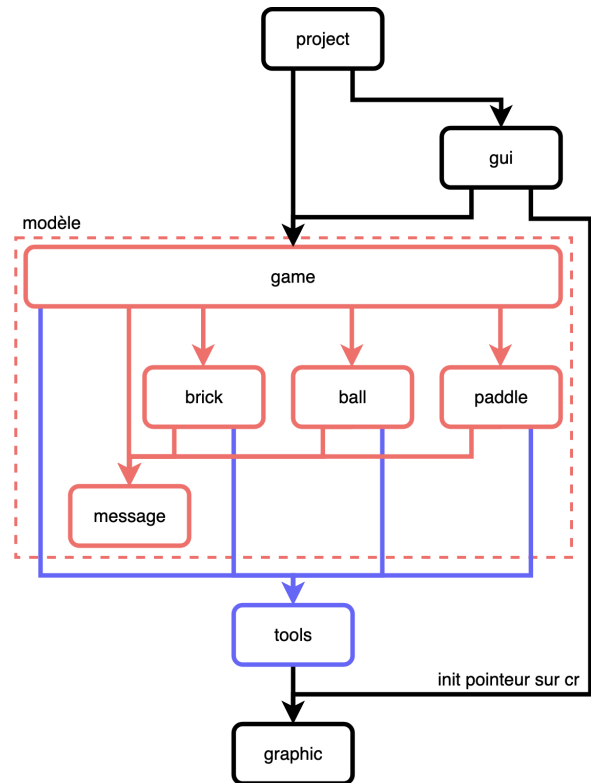 project
gui
modèle
game
brick
ball
paddle
message
tools
init pointeur sur cr
graphic